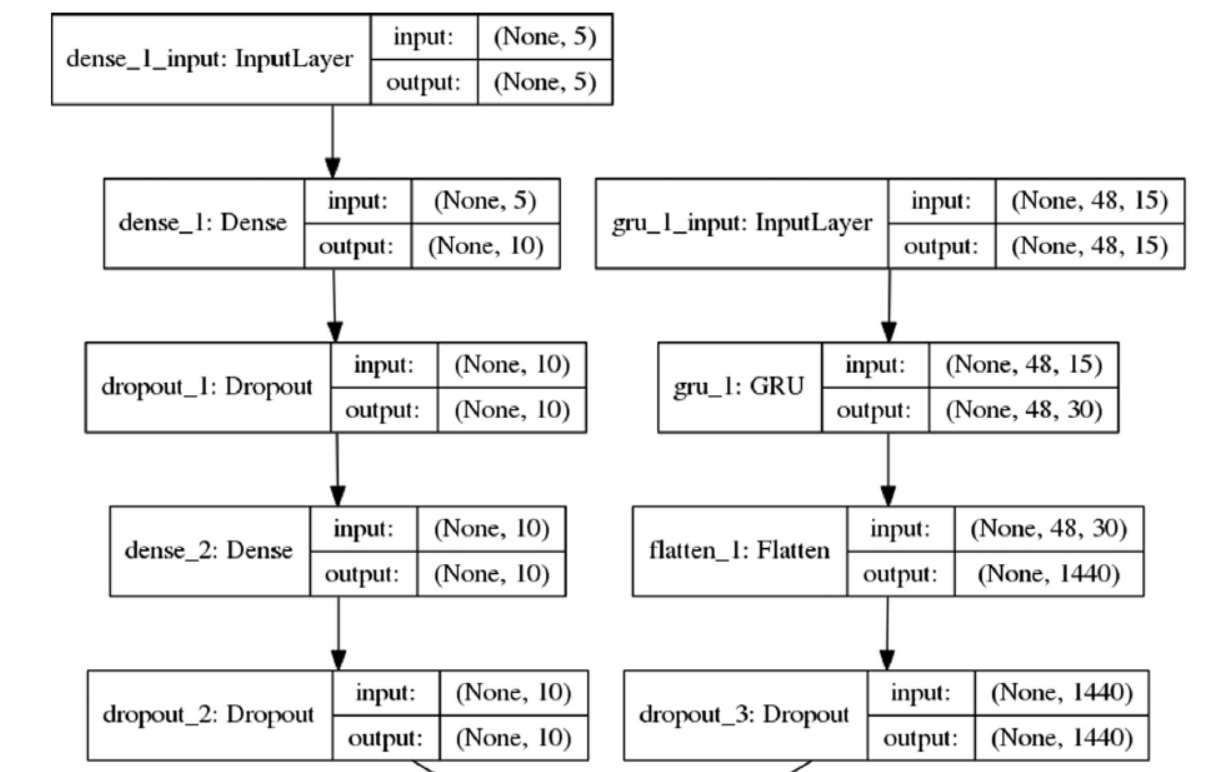 dense_1_input: InputLayer
input: (None, 5)
output: (None, 5)
dense_1: Dense
input: (None, 5)
output: (None, 10)
gru_1_input: InputLayer
input: (None, 48, 15)
output: (None, 48, 15)
dropout_1: Dropout
input: (None, 10)
output: (None, 10)
gru_1: GRU
input: (None, 48, 15)
output: (None, 48, 30)
dense_2: Dense
input: (None, 10)
output: (None, 10)
flatten_1: Flatten
input: (None, 48, 30)
output: (None, 1440)
dropout_2: Dropout
input: (None, 10)
output: (None, 10)
dropout_3: Dropout
input: (None, 1440)
output: (None, 1440)